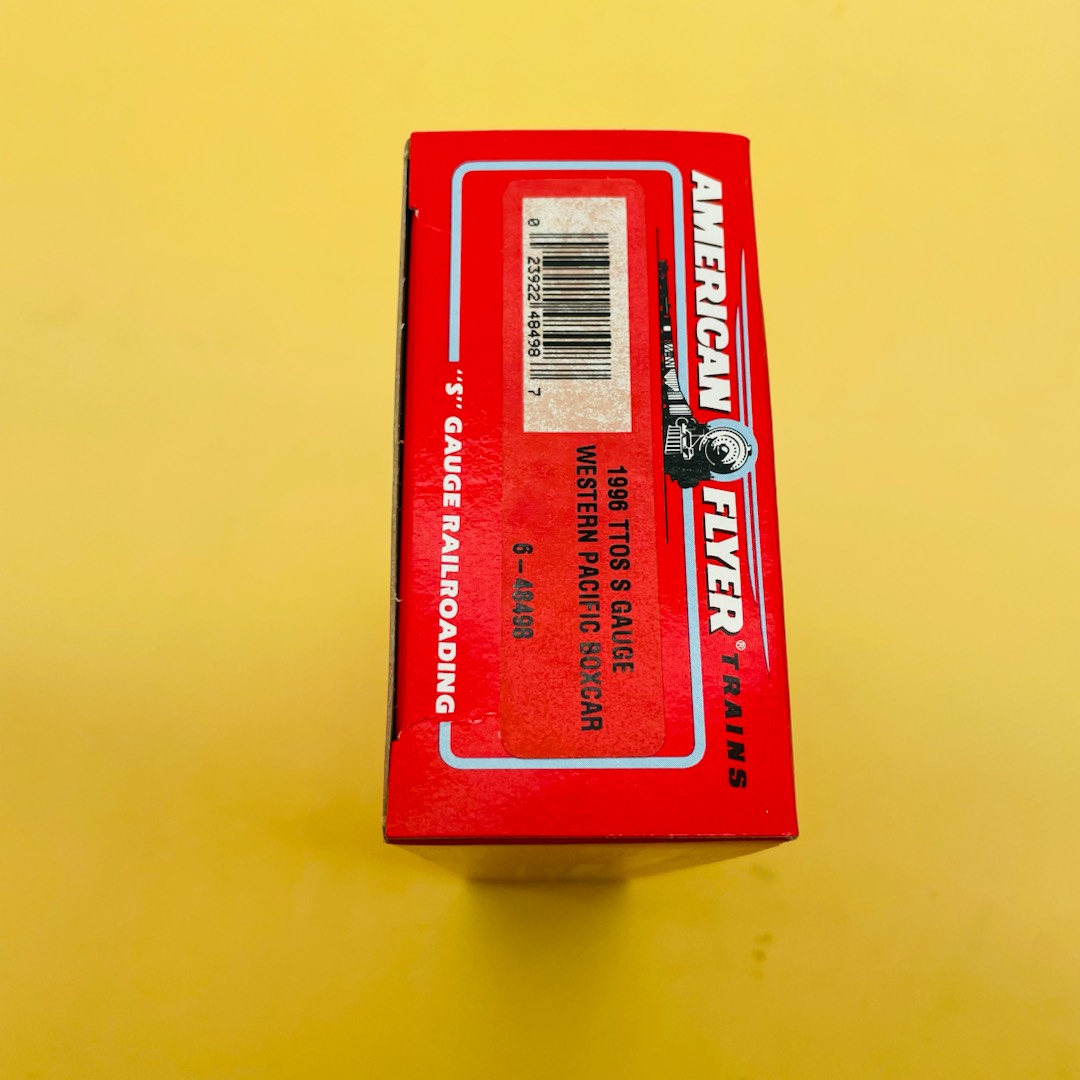 AMERICAN FLYER® TRAINS
0 23922 48498 7
1996 TTOS S GAUGE
WESTERN PACIFIC BOXCAR
6-48498
"S" GAUGE RAILROADING